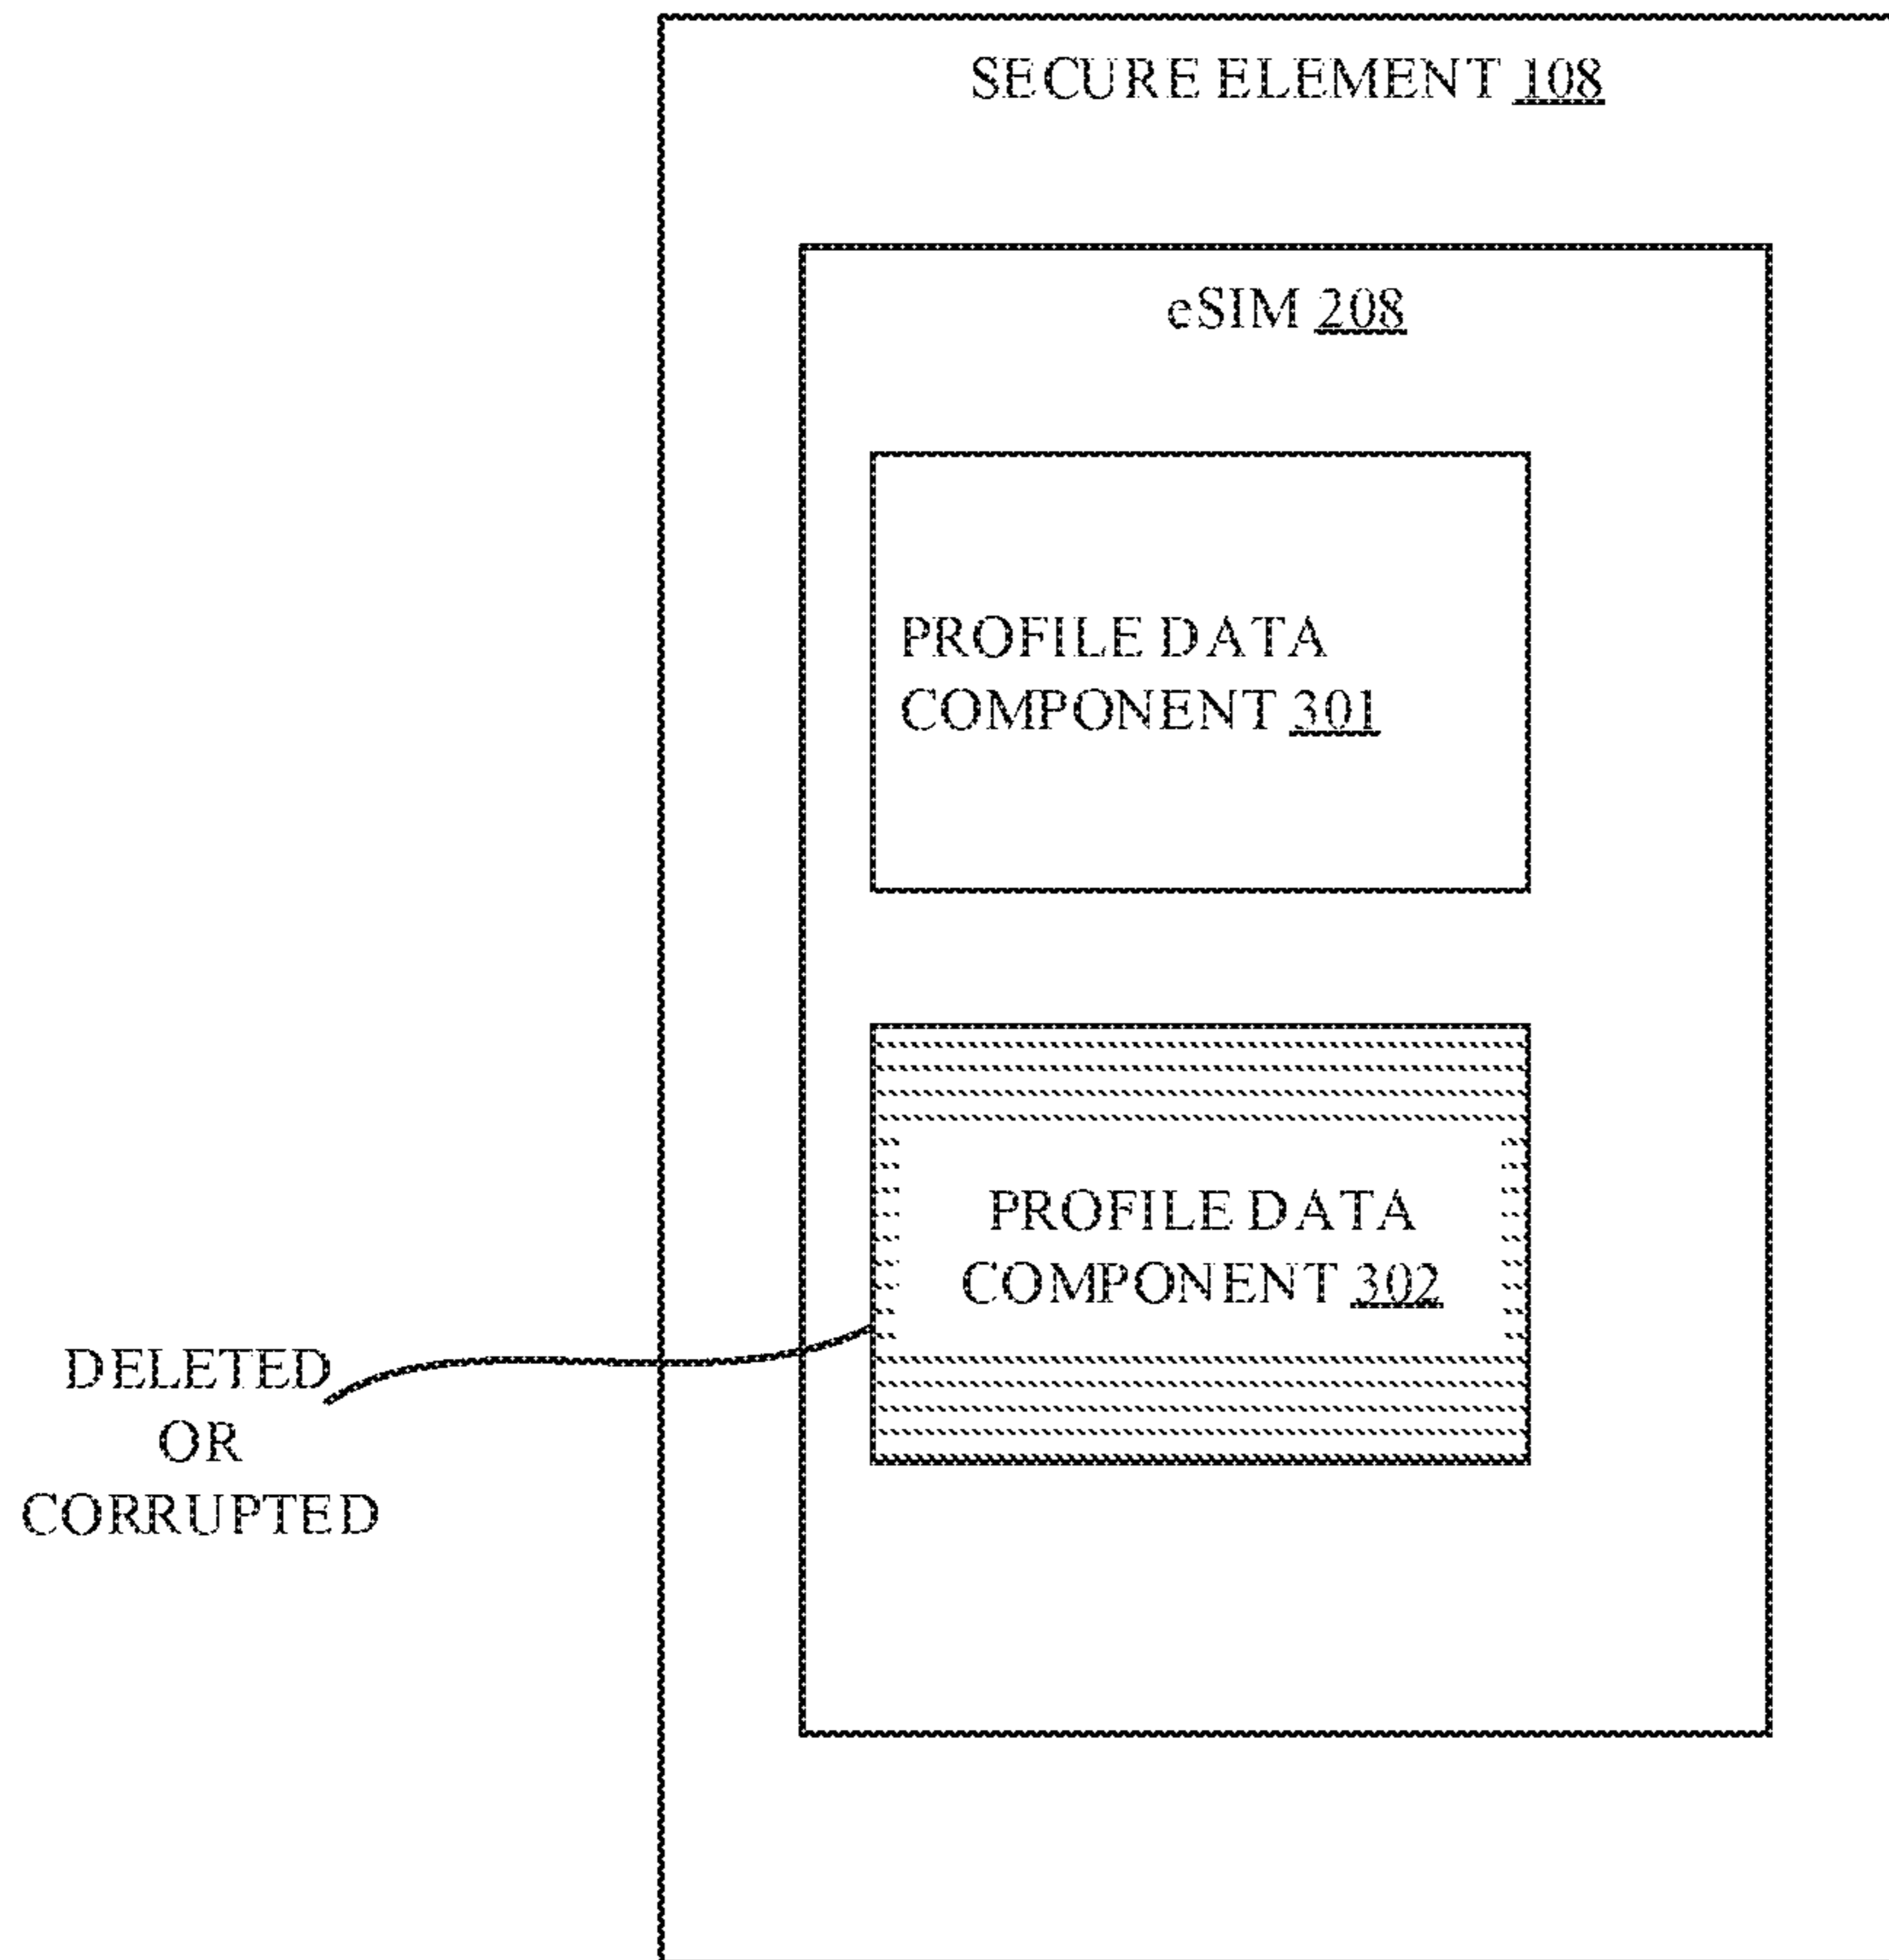 SECURE ELEMENT 108
eSIM 208
PROFILE DATA
COMPONENT 301
PROFILE DATA
COMPONENT 302
DELETED
OR
CORRUPTED